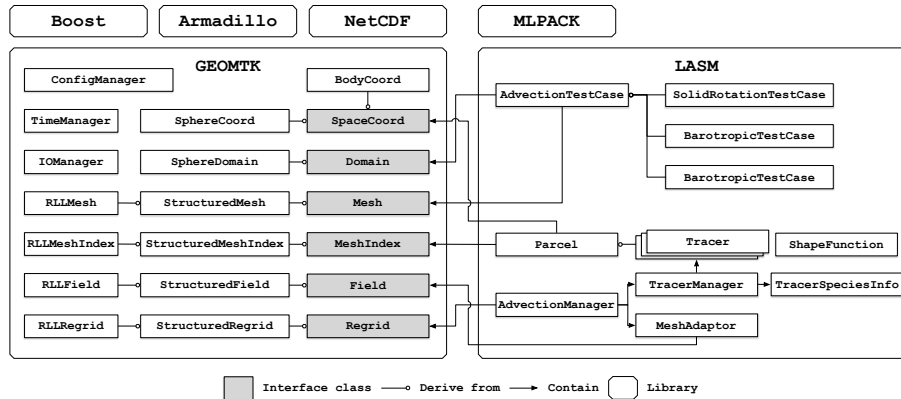 Boost Armadillo NetCDF MLPACK
GEOMTK LASM
ConfigManager BodyCoord
AdvectionTestCase SolidRotationTestCase
TimeManager SphereCoord SpaceCoord
BarotropicTestCase
IOManager SphereDomain Domain
BarotropicTestCase
RLLMesh StructuredMesh Mesh
RLLMeshIndex StructuredMeshIndex MeshIndex Parcel Tracer ShapeFunction
RLLField StructuredField Field TracerManager TracerSpeciesInfo
AdvectionManager
RLLRegrid StructuredRegrid Regrid MeshAdaptor
Interface class Derive from Contain Library